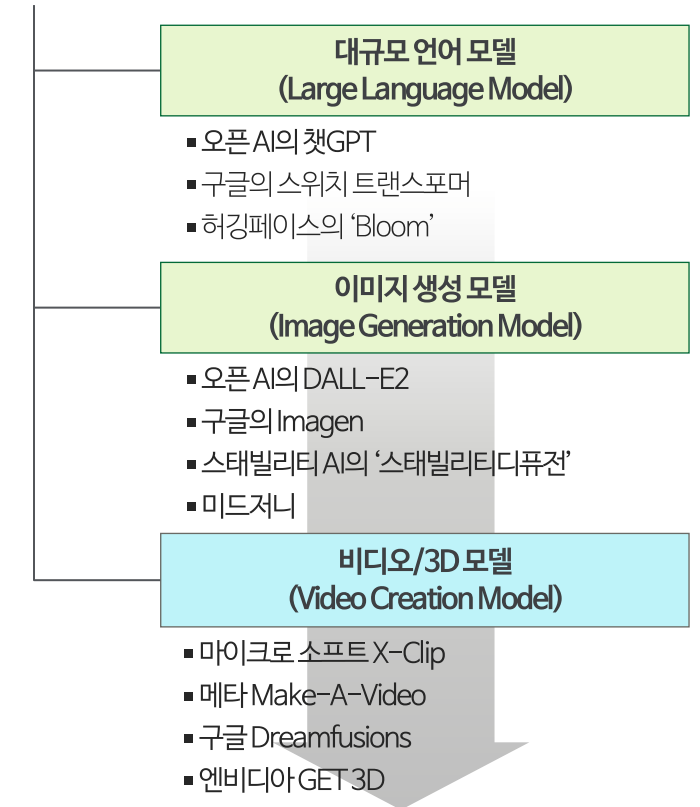 대규모 언어 모델
(Large Language Model)
▪ 오픈 AI의 챗GPT
▪ 구글의 스위치 트랜스포머
▪ 허깅페이스의 ‘Bloom’
이미지 생성 모델
(Image Generation Model)
▪ 오픈 AI의 DALL-E2
▪ 구글의 Imagen
▪ 스태빌리티 AI의 ‘스태빌리티디퓨전’
▪ 미드저니
비디오/3D 모델
(Video Creation Model)
▪ 마이크로 소프트 X-Clip
▪ 메타 Make-A-Video
▪ 구글 Dreamfusions
▪ 엔비디아 GET 3D